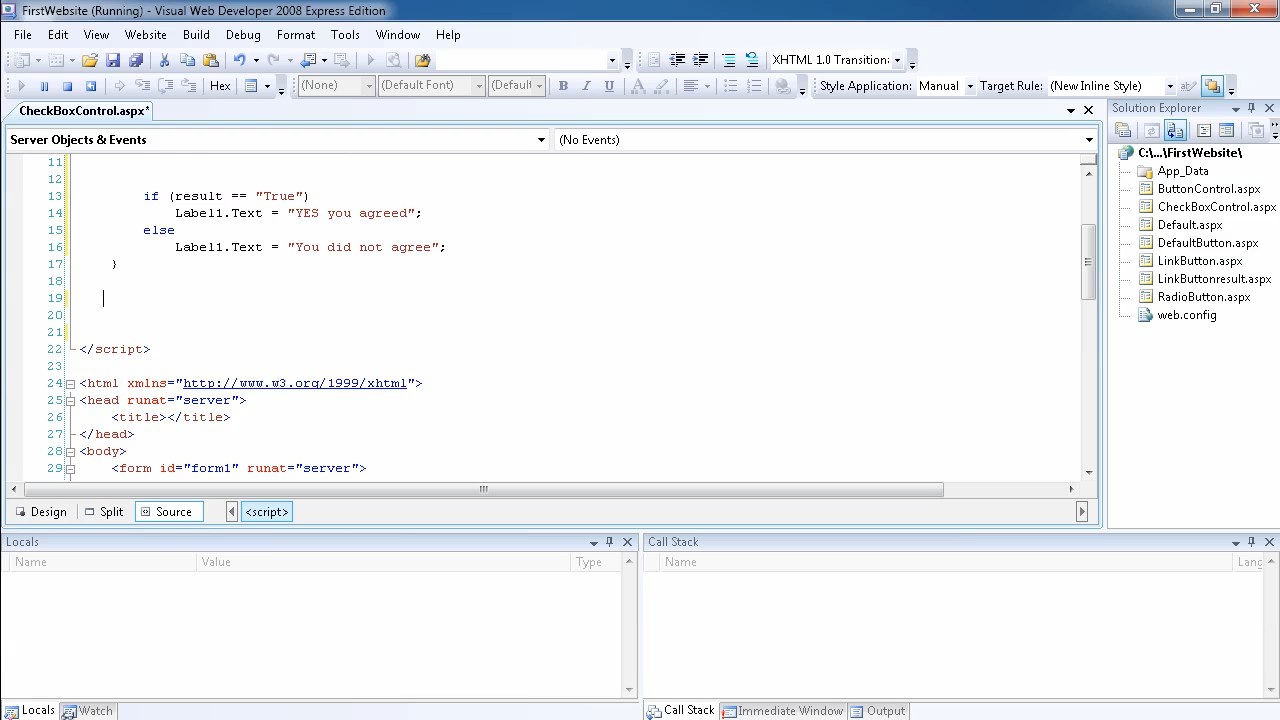 FirstWebsite (Running) - Visual Web Developer 2008 Express Edition
File Edit View Website Build Debug Format Tools Window Help
XHTML 1.0 Transition
Hex (None) (Default Font) (Default B I U A Style Application: Manual Target Rule: (New Inline Style)
CheckBoxControl.aspx*
Server Objects & Events (No Events)
11
12
13 if (result == "True")
14 Label1.Text = "YES you agreed";
15 else
16 Label1.Text = "You did not agree";
17 }
18
19
20
21
22 </script>
23
24 <html xmlns="http://www.w3.org/1999/xhtml">
25 <head runat="server">
26 <title></title>
27 </head>
28 <body>
29 <form id="form1" runat="server">
Design Split Source <script>
Solution Explorer
C:\...\FirstWebsite\
App_Data
ButtonControl.aspx
CheckBoxControl.aspx
Default.aspx
DefaultButton.aspx
LinkButton.aspx
LinkButtonresult.aspx
RadioButton.aspx
web.config
Locals
Name Value Type
Locals Watch
Call Stack
Name Lang
Call Stack Immediate Window Output